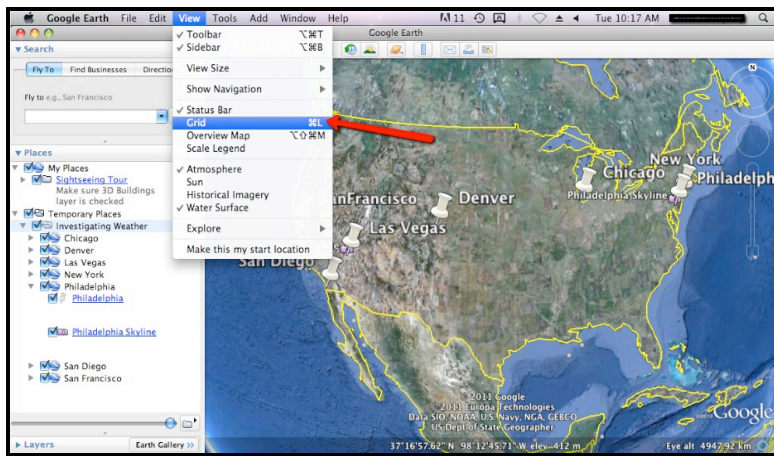 Google Earth File Edit View Tools Add Window Help 11 Tue 10:17 AM
Google Earth
Search
Fly To Find Businesses Directio
Fly to e.g., San Francisco
Places
My Places
Sightseeing Tour
Make sure 3D Buildings
layer is checked
Temporary Places
Investigating Weather
Chicago
Denver
Las Vegas
New York
Philadelphia
Philadelphia
Philadelphia Skyline
San Diego
San Francisco
Layers
Earth Gallery >>
Toolbar ⌥⌘T
Sidebar ⌥⌘B
View Size
Show Navigation
Status Bar
Grid ⌘L
Overview Map ⌥⇧⌘M
Scale Legend
Atmosphere
Sun
Historical Imagery
Water Surface
Explore
Make this my start location
N
New York
Chicago
Philadelph
Philadelphia Skyline
anFrancisco
Denver
Las Vegas
San Diego
© 2011 Google
© 2011 Europa Technologies
Data SIO, NOAA, U.S. Navy, NGA, GEBCO
US Dept of State Geographer
©2010 Google
37°16'57.62" N 98°12'45.71" W elev 412 m
Eye alt 4947.92 km